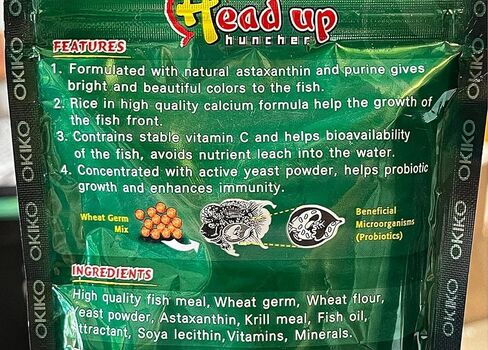 Head up
huncher
FEATURES
1. Formulated with natural astaxanthin and purine gives
bright and beautiful colors to the fish.
2. Rice in high quality calcium formula help the growth of
the fish front.
3. Contains stable vitamin C and helps bioavailability
of the fish, avoids nutrient leach into the water.
4. Concentrated with active yeast powder, helps probiotic
growth and enhances immunity.
Wheat Germ
Mix
Beneficial
Microorganisms
(Probiotics)
INGREDIENTS
High quality fish meal, Wheat germ, Wheat flour,
Yeast powder, Astaxanthin, Krill meal, Fish oil,
Attractant, Soya lecithin, Vitamins, Minerals.
OKIKO
OKIKO
OKIKO
OKIKO
OKIKO
OKIKO
OKIKO